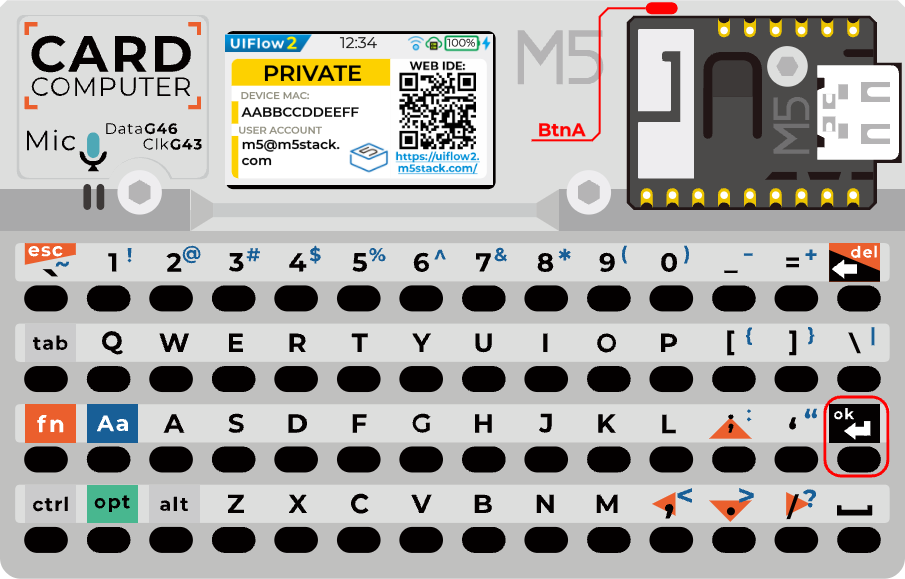 CARD
COMPUTER
Mic
DataG46
ClkG43
UIFlow2
12:34
100%
PRIVATE
DEVICE MAC:
AABBCCDDEEFF
USER ACCOUNT
m5@m5stack.
com
WEB IDE:
https://uiflow2.
m5stack.com/
M5
BtnA
M5
esc ` ~ 1 ! 2 @ 3 # 4 $ 5 % 6 ^ 7 & 8 * 9 ( 0 ) _ - = + del
tab Q W E R T Y U I O P [ { ] } \ |
fn Aa A S D F G H J K L ; : ‘ “ ok
ctrl opt alt Z X C V B N M , < . > / ?